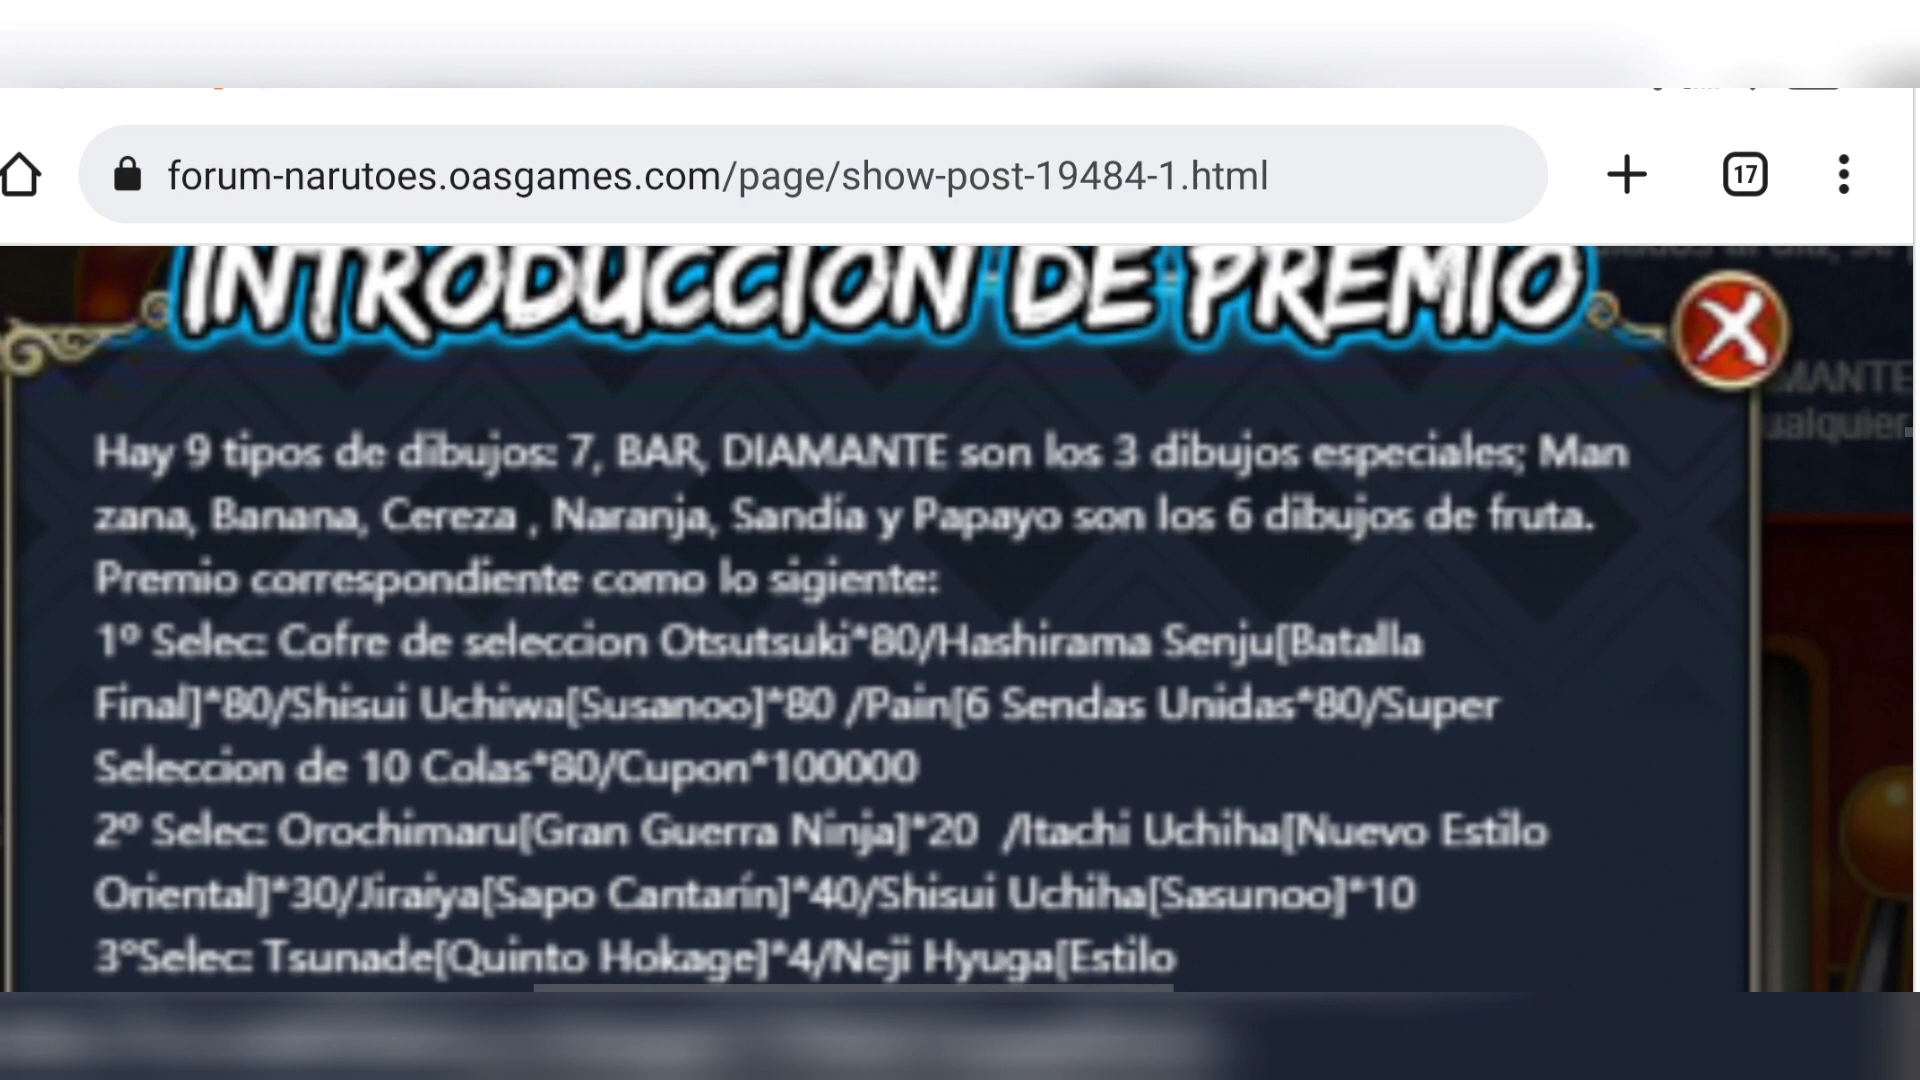 forum-narutoes.oasgames.com/page/show-post-19484-1.html
17
INTRODUCCION DE PREMIO
MANTE
ualquier
Hay 9 tipos de dibujos: 7, BAR, DIAMANTE son los 3 dibujos especiales; Man
zana, Banana, Cereza , Naranja, Sandía y Papayo son los 6 dibujos de fruta.
Premio correspondiente como lo sigiente:
1º Selec: Cofre de seleccion Otsutsuki*80/Hashirama Senju[Batalla
Final]*80/Shisui Uchiwa[Susanoo]*80 /Pain[6 Sendas Unidas*80/Super
Seleccion de 10 Colas*80/Cupon*100000
2º Selec: Orochimaru[Gran Guerra Ninja]*20  /Itachi Uchiha[Nuevo Estilo
Oriental]*30/Jiraiya[Sapo Cantarín]*40/Shisui Uchiha[Sasunoo]*10
3ºSelec: Tsunade[Quinto Hokage]*4/Neji Hyuga[Estilo